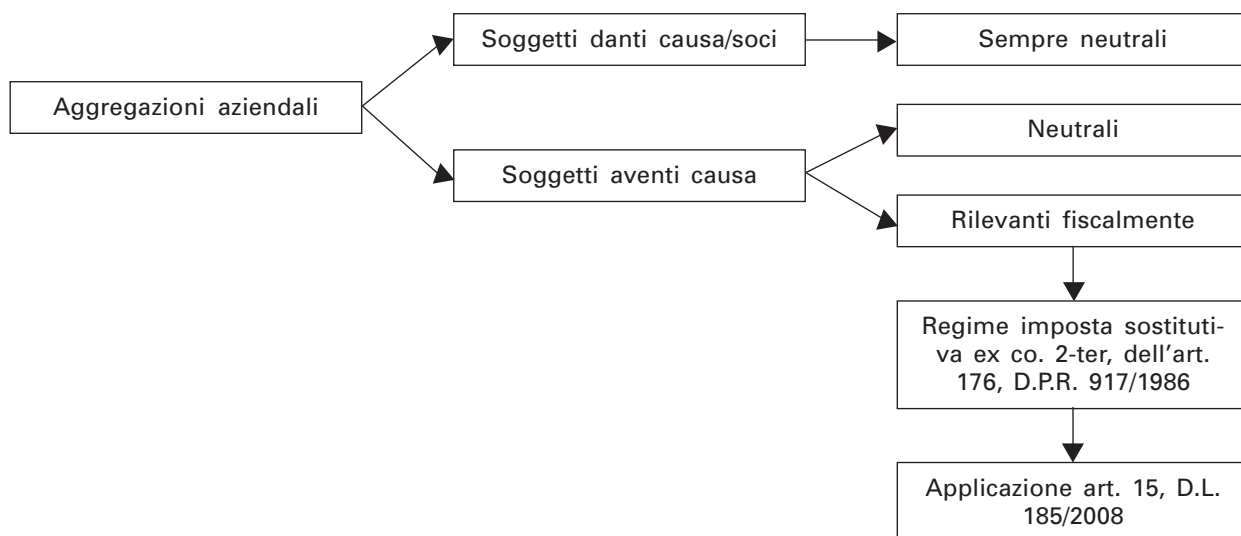 Soggetti danti causa/soci
Sempre neutrali
Aggregazioni aziendali
Neutrali
Soggetti aventi causa
Rilevanti fiscalmente
Regime imposta sostituti-
va ex co. 2-ter, dell'art.
176, D.P.R. 917/1986
Applicazione art. 15, D.L.
185/2008